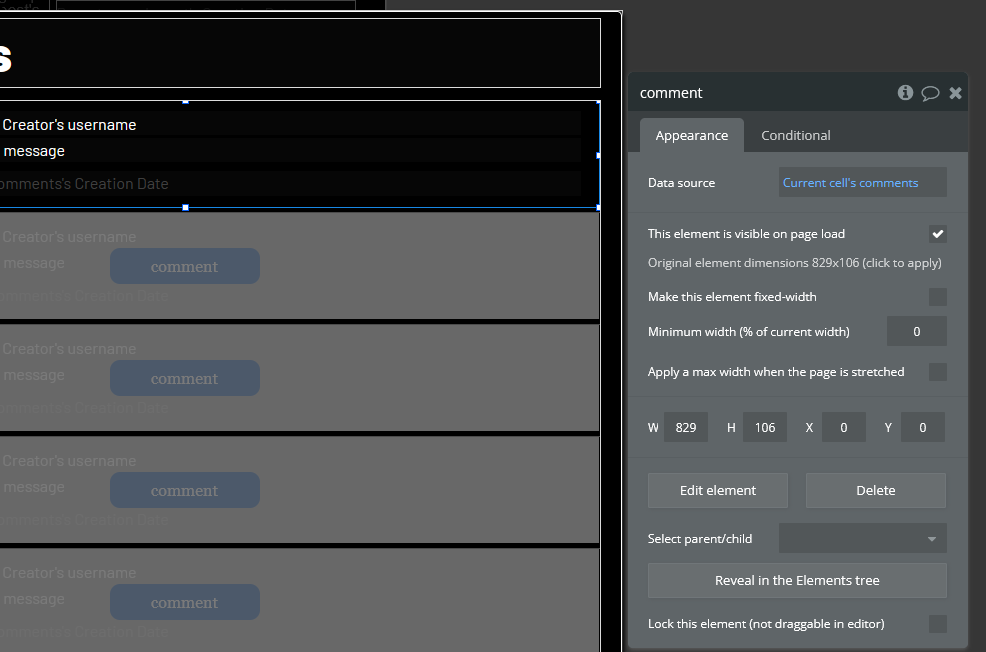 s
Creator's username
message
omments's Creation Date
Creator's username
message
comment
omments's Creation Date
Creator's username
message
comment
omments's Creation Date
Creator's username
message
comment
omments's Creation Date
Creator's username
message
comment
omments's Creation Date
comment
Appearance
Conditional
Data source
Current cell's comments
This element is visible on page load
Original element dimensions 829x106 (click to apply)
Make this element fixed-width
Minimum width (% of current width)
0
Apply a max width when the page is stretched
W 829 H 106 X 0 Y 0
Edit element
Delete
Select parent/child
Reveal in the Elements tree
Lock this element (not draggable in editor)